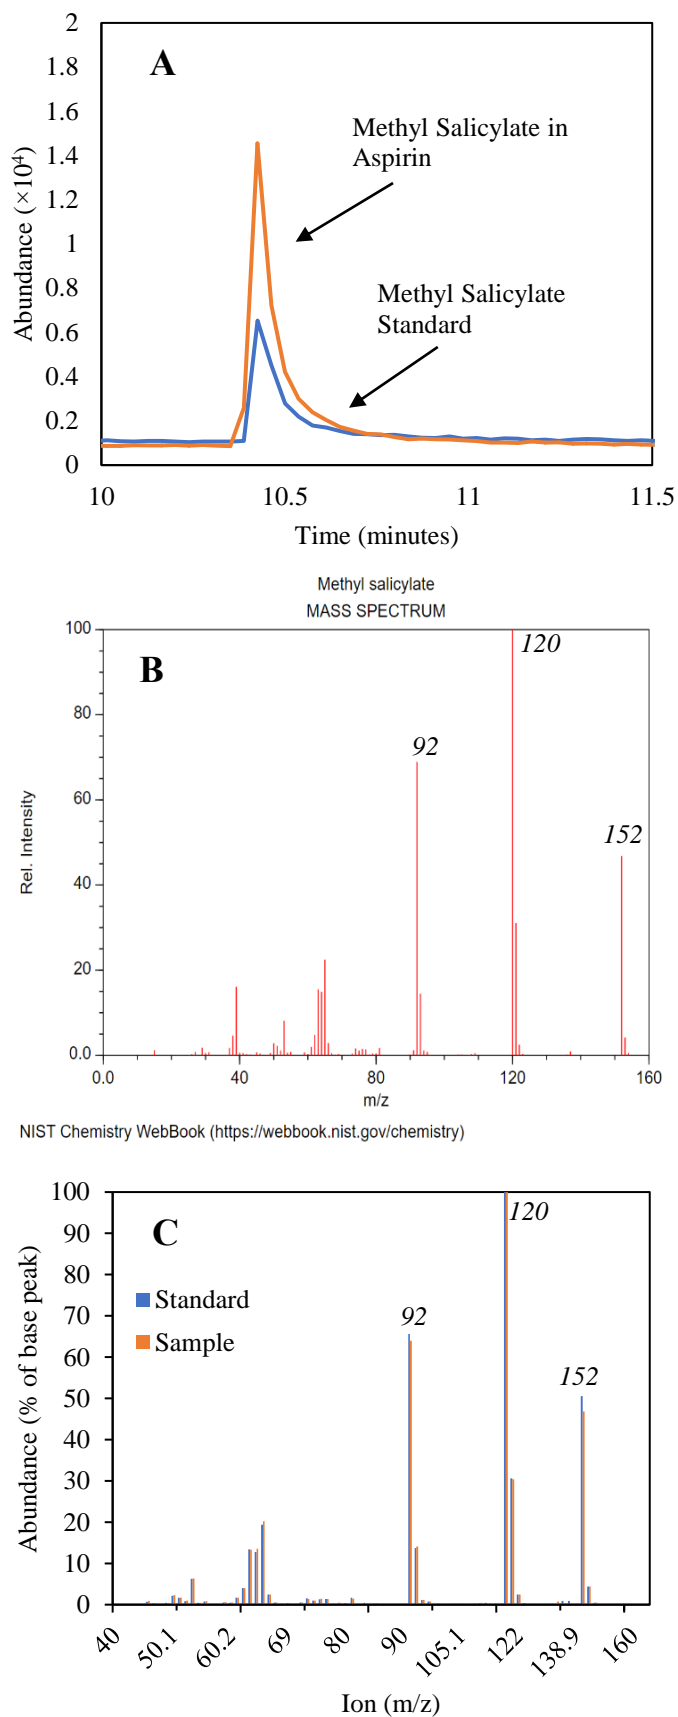 A
2
1.8
1.6
1.4
1.2
1
0.8
0.6
0.4
0.2
0
Abundance (×10⁴)
Methyl Salicylate in
Aspirin
Methyl Salicylate
Standard
10
10.5
11
11.5
Time (minutes)
Methyl salicylate
MASS SPECTRUM
B
100
80
60
40
20
0.0
Rel. Intensity
92
120
152
0.0
40
80
120
160
m/z
NIST Chemistry WebBook (https://webbook.nist.gov/chemistry)
C
100
90
80
70
60
50
40
30
20
10
0
Abundance (% of base peak)
Standard
Sample
92
120
152
40
50.1
60.2
69
80
90
105.1
122
138.9
160
Ion (m/z)